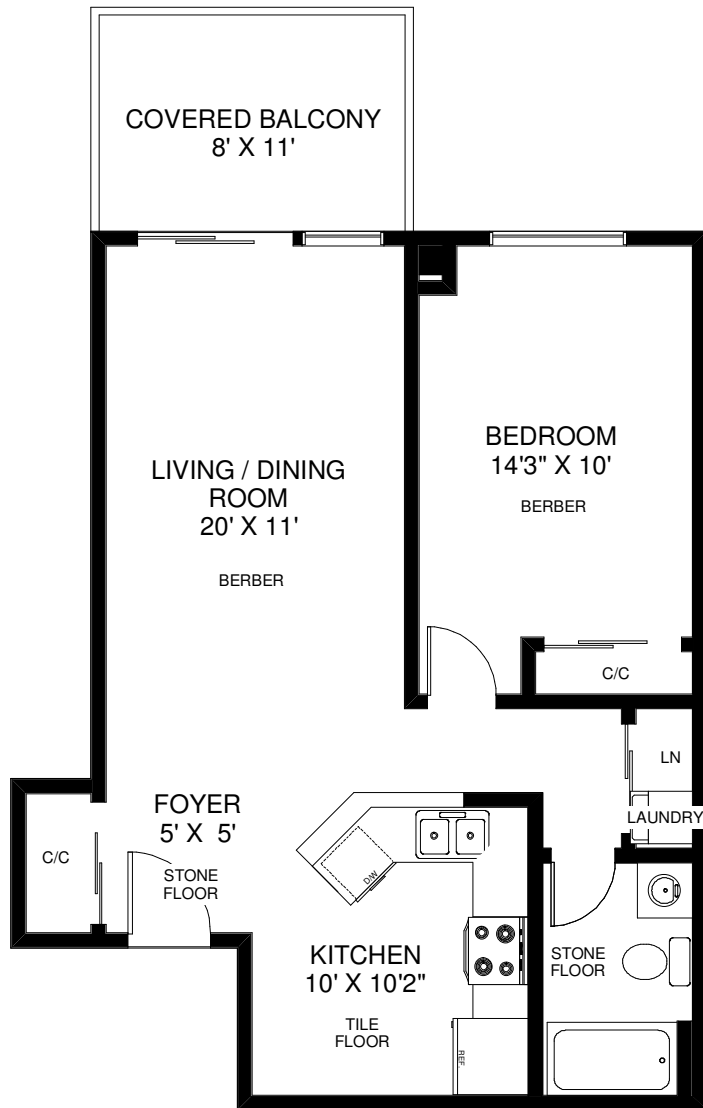 COVERED BALCONY
8' X 11'
LIVING / DINING
ROOM
20' X 11'
BERBER
BEDROOM
14'3" X 10'
BERBER
C/C
LN
LAUNDRY
FOYER
5' X 5'
C/C
STONE
FLOOR
D/W
KITCHEN
10' X 10'2"
TILE
FLOOR
REF.
STONE
FLOOR